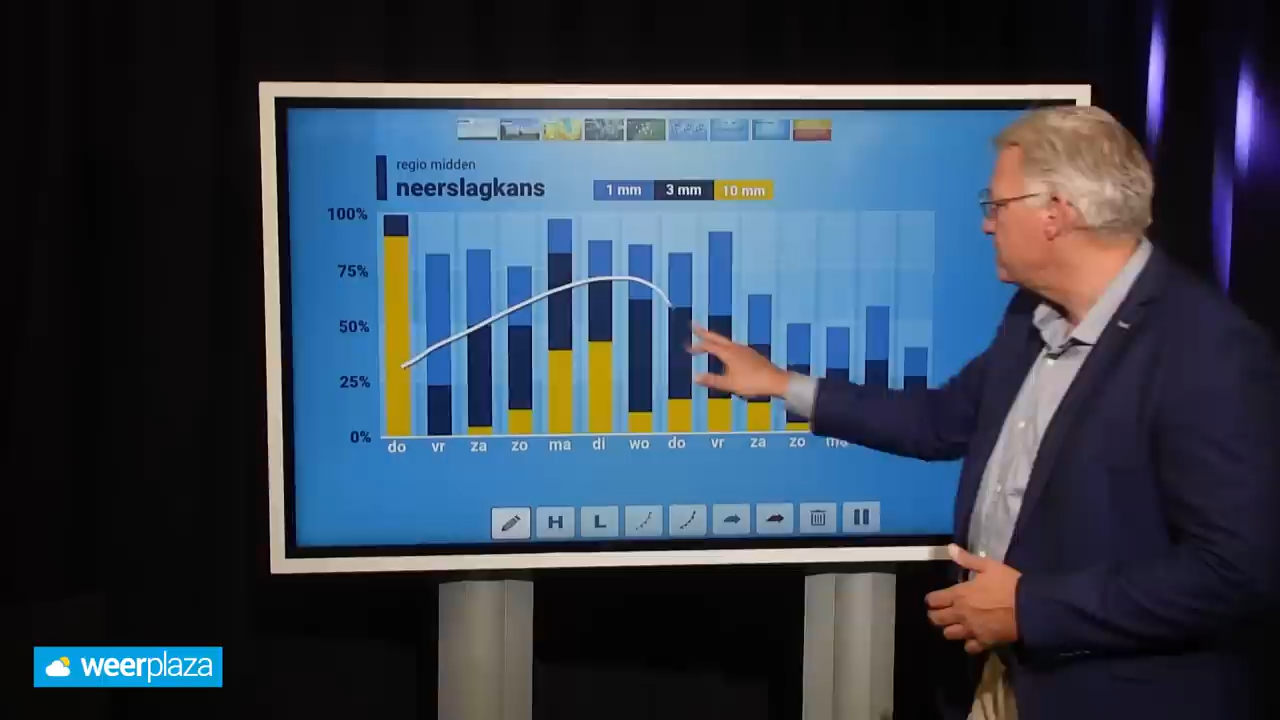 regio midden
neerslagkans
1 mm 3 mm 10 mm
100%
75%
50%
25%
0%
do vr za zo ma di wo do vr za zo
H L
weerplaza